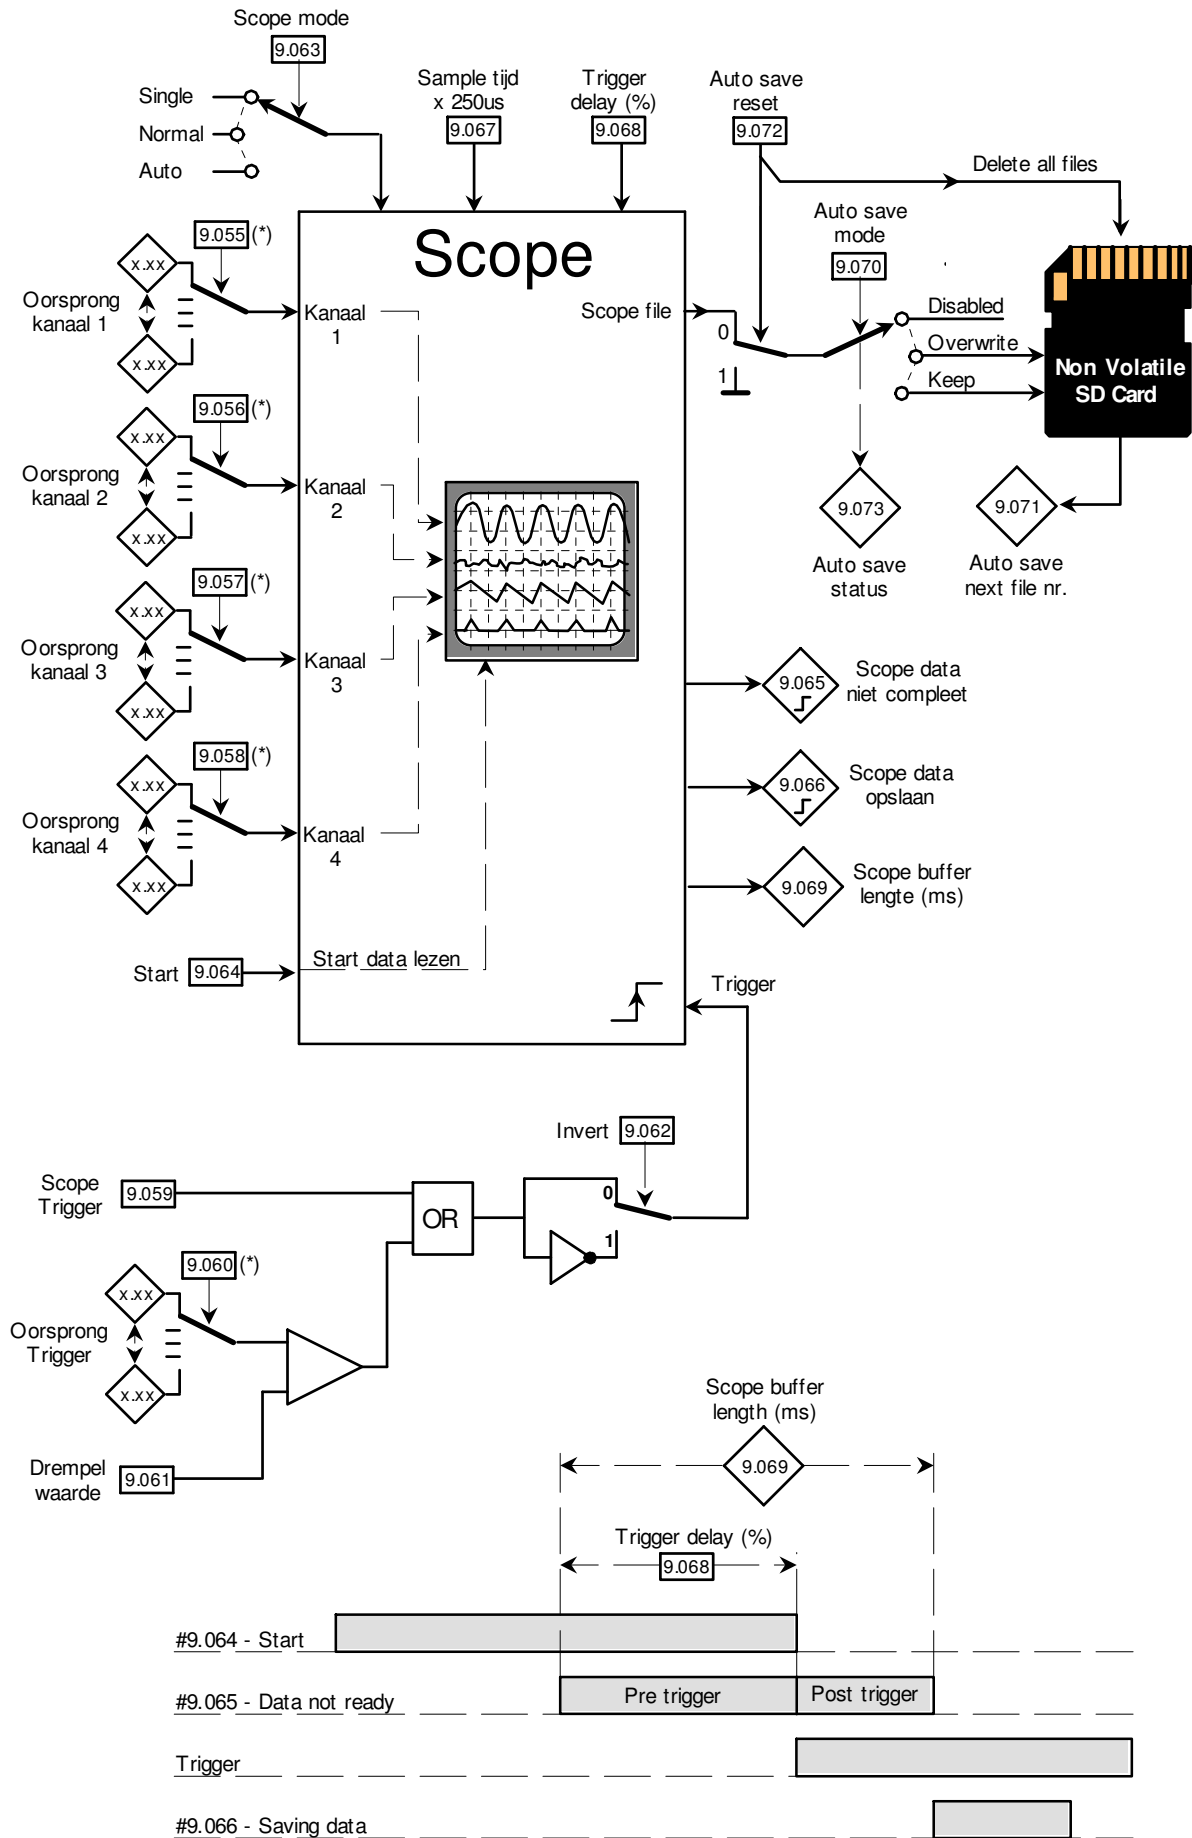 Scope mode
9.063
Single
Normal
Auto
Sample tijd
x 250us
9.067
Trigger
delay (%)
9.068
Auto save
reset
9.072
Delete all files
Auto save
mode
9.070
Scope
9.055 (*)
x.xx
Oorsprong
kanaal 1
x.xx
Kanaal
1
Scope file
0
1
Disabled
Overwrite
Keep
Non Volatile
SD Card
9.056 (*)
x.xx
Oorsprong
kanaal 2
x.xx
Kanaal
2
9.073
Auto save
status
9.071
Auto save
next file nr.
9.057 (*)
x.xx
Oorsprong
kanaal 3
x.xx
Kanaal
3
9.065
Scope data
niet compleet
9.058 (*)
x.xx
Oorsprong
kanaal 4
x.xx
Kanaal
4
9.066
Scope data
opslaan
9.069
Scope buffer
lengte (ms)
Start 9.064
Start data lezen
Trigger
Invert 9.062
Scope
Trigger
9.059
OR
0
1
9.060 (*)
x.xx
Oorsprong
Trigger
x.xx
Drempel
waarde
9.061
Scope buffer
length (ms)
9.069
Trigger delay (%)
9.068
#9.064 - Start
#9.065 - Data not ready
Pre trigger
Post trigger
Trigger
#9.066 - Saving data